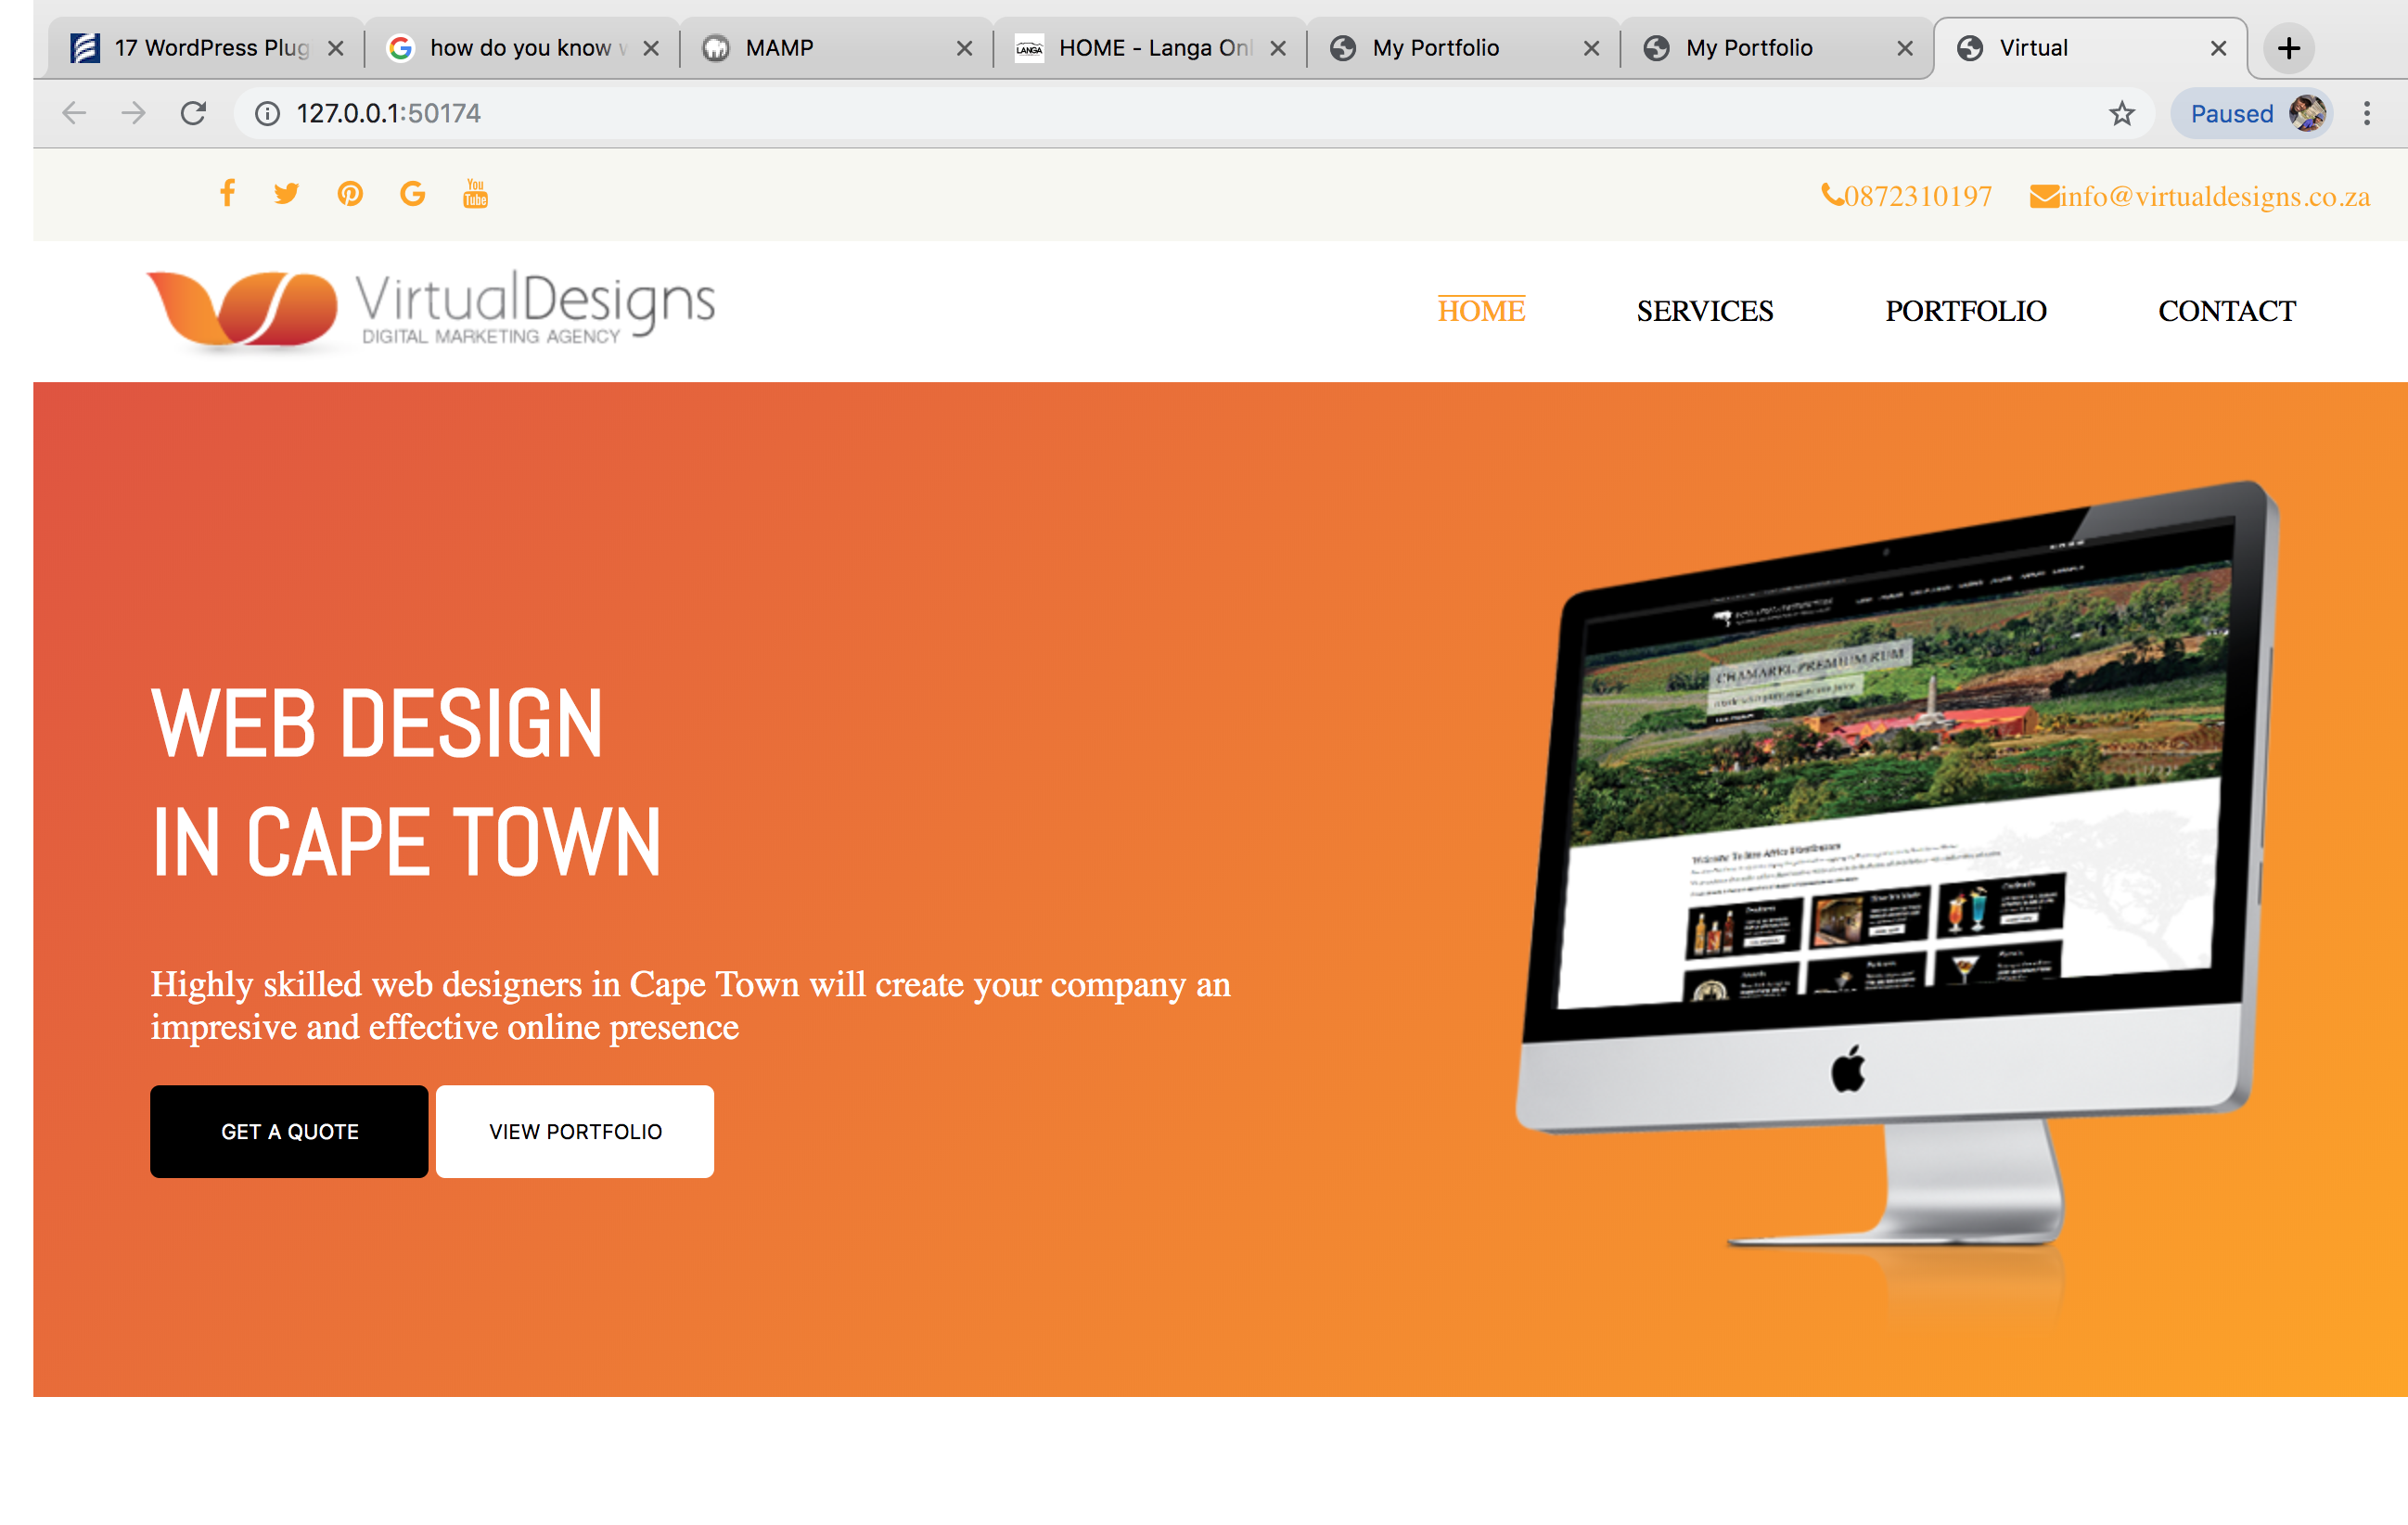 17 WordPress Plug
how do you know
MAMP
HOME - Langa Onl
My Portfolio
My Portfolio
Virtual
127.0.0.1:50174
Paused
You
Tube
0872310197
info@virtualdesigns.co.za
VirtualDesigns
DIGITAL MARKETING AGENCY
HOME
SERVICES
PORTFOLIO
CONTACT
WEB DESIGN
IN CAPE TOWN
CHAMAREL PREMIUM RUM
Highly skilled web designers in Cape Town will create your company an
impresive and effective online presence
GET A QUOTE
VIEW PORTFOLIO